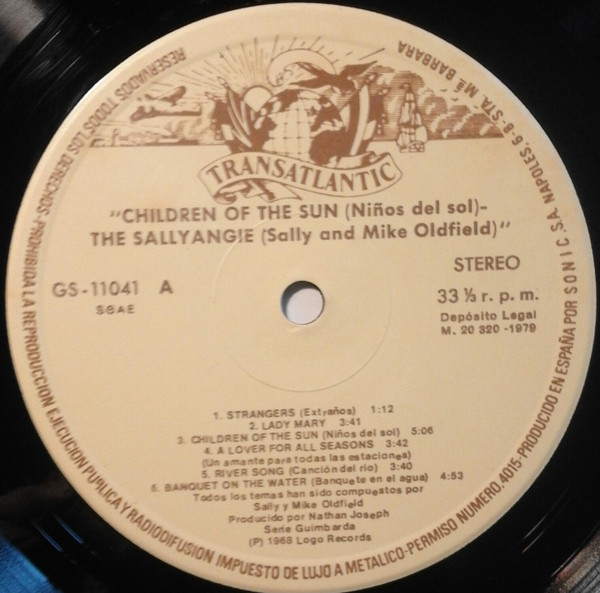 RESERVADOS TODOS LOS DERECHOS-PROHIBIDA LA REPRODUCCION EJECUCION PUBLICA Y RADIODIFUSION IMPUESTO DE LUJO A METALICO-PERMISO NUMERO, 4015-PRODUCIDO EN ESPAÑA POR SONIC S.A. NAPOLES, 6-8-STA. Mª BARBARA
TRANSATLANTIC
"CHILDREN OF THE SUN (Niños del sol)-
THE SALLYANGIE (Sally and Mike Oldfield)"
STEREO
GS-11041 A
SGAE
33 1/3 r. p. m.
Depósito Legal
M. 20 320 -1979
1. STRANGERS (Extraños) 1:12
2. LADY MARY 3:41
3. CHILDREN OF THE SUN (Niños del sol) 5:06
4. A LOVER FOR ALL SEASONS 3:42
(Un amante para todas las estaciones)
5. RIVER SONG (Canción del río) 3:40
6. BANQUET ON THE WATER (Banquete en el agua) 4:53
Todos los temas han sido compuestos por
Sally y Mike Oldfield
Producido por Nathan Joseph
Serie Guimbarda
(P) 1968 Logo Records